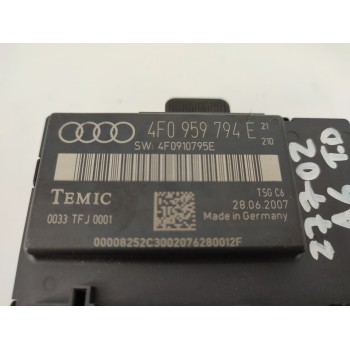 4F0 959 794 E 21
210
SW: 4F0910795E
TEMIC
0033 TFJ 0001
TSG C6
28.06.2007
Made in Germany
00008252C3002076280012F